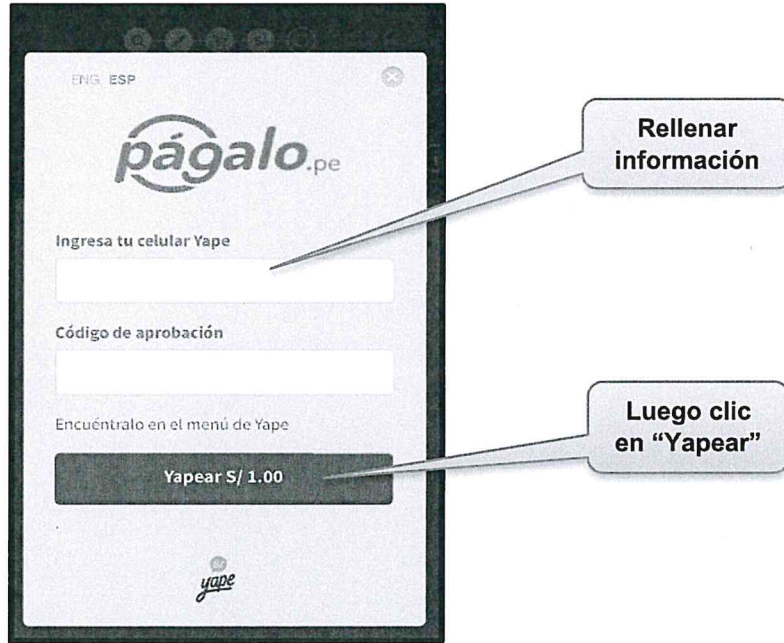 ENG ESP
págalo.pe
Rellenar
información
Ingresa tu celular Yape
Código de aprobación
Encuéntralo en el menú de Yape
Luego clic
en “Yapear”
Yapear S/ 1.00
yape